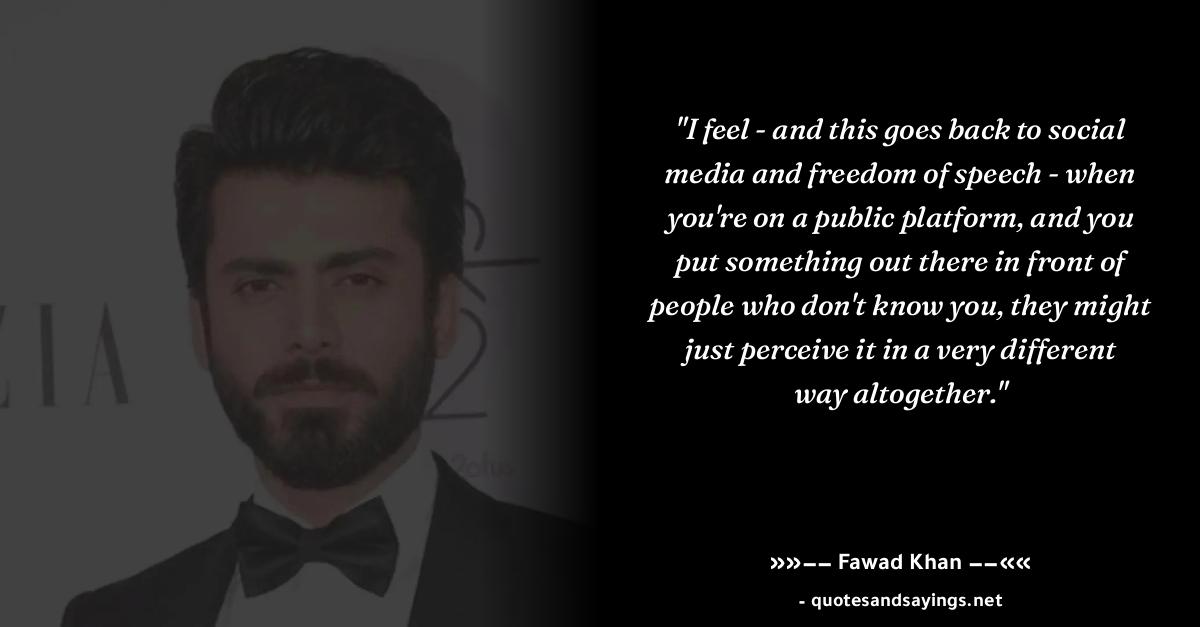 ZIA
"I feel - and this goes back to social
media and freedom of speech - when
you're on a public platform, and you
put something out there in front of
people who don't know you, they might
just perceive it in a very different
way altogether."
»»–– Fawad Khan ––««
- quotesandsayings.net